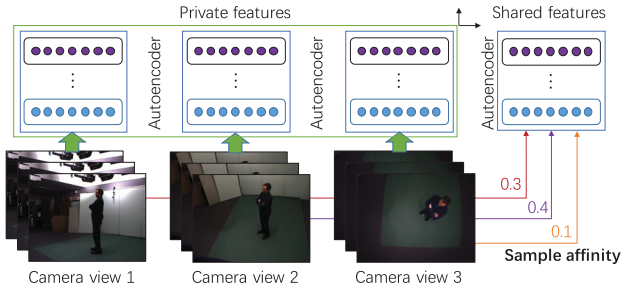 Private features
Shared features
Autoencoder
Autoencoder
Autoencoder
0.3
0.4
0.1
Sample affinity
Camera view 1
Camera view 2
Camera view 3